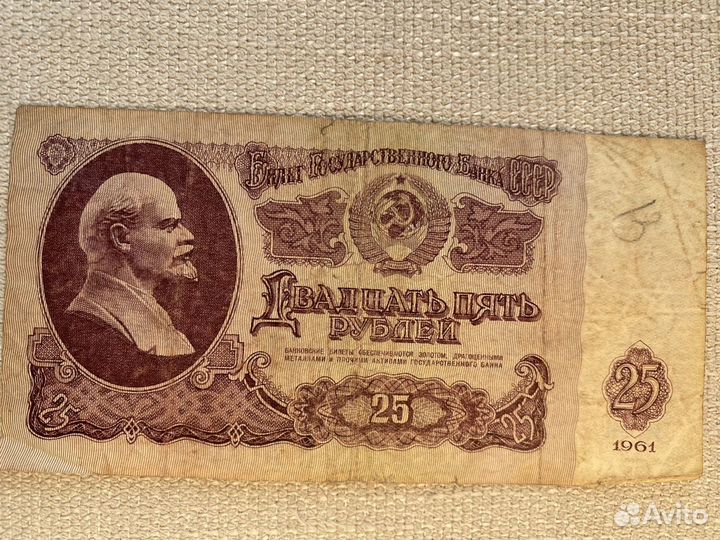 Билет Государственного Банка СССР
Двадцать пять
рублей
БАНКОВСКИЕ БИЛЕТЫ ОБЕСПЕЧИВАЮТСЯ ЗОЛОТОМ, ДРАГОЦЕННЫМИ
МЕТАЛЛАМИ И ПРОЧИМИ АКТИВАМИ ГОСУДАРСТВЕННОГО БАНКА
25
25
25
25
1961
Avito